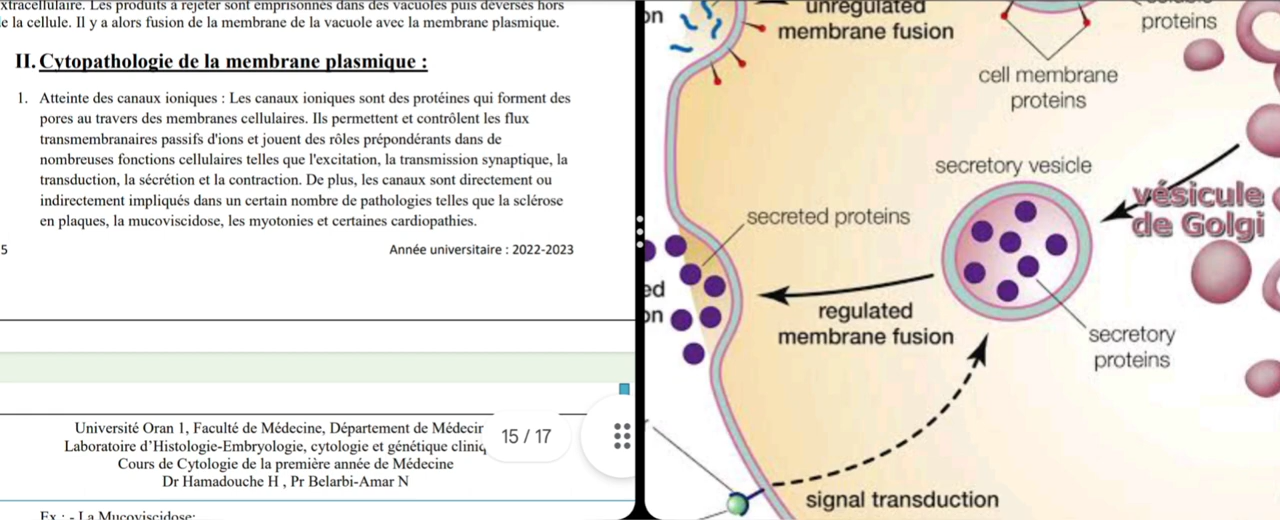 xtracellulaire. Les produits à rejeter sont emprisonnés dans des vacuoles puis déversés hors
e la cellule. Il y a alors fusion de la membrane de la vacuole avec la membrane plasmique.
II. Cytopathologie de la membrane plasmique :
1. Atteinte des canaux ioniques : Les canaux ioniques sont des protéines qui forment des
pores au travers des membranes cellulaires. Ils permettent et contrôlent les flux
transmembranaires passifs d'ions et jouent des rôles prépondérants dans de
nombreuses fonctions cellulaires telles que l'excitation, la transmission synaptique, la
transduction, la sécrétion et la contraction. De plus, les canaux sont directement ou
indirectement impliqués dans un certain nombre de pathologies telles que la sclérose
en plaques, la mucoviscidose, les myotonies et certaines cardiopathies.
5 Année universitaire : 2022-2023
Université Oran 1, Faculté de Médecine, Département de Médecir
Laboratoire d'Histologie-Embryologie, cytologie et génétique cliniq
Cours de Cytologie de la première année de Médecine
Dr Hamadouche H , Pr Belarbi-Amar N
15 / 17
Ex : - La Mucoviscidose:
on
unregulated
membrane fusion
proteins
cell membrane
proteins
secretory vesicle
vésicule
de Golgi
secreted proteins
ed
on
regulated
membrane fusion
secretory
proteins
signal transduction